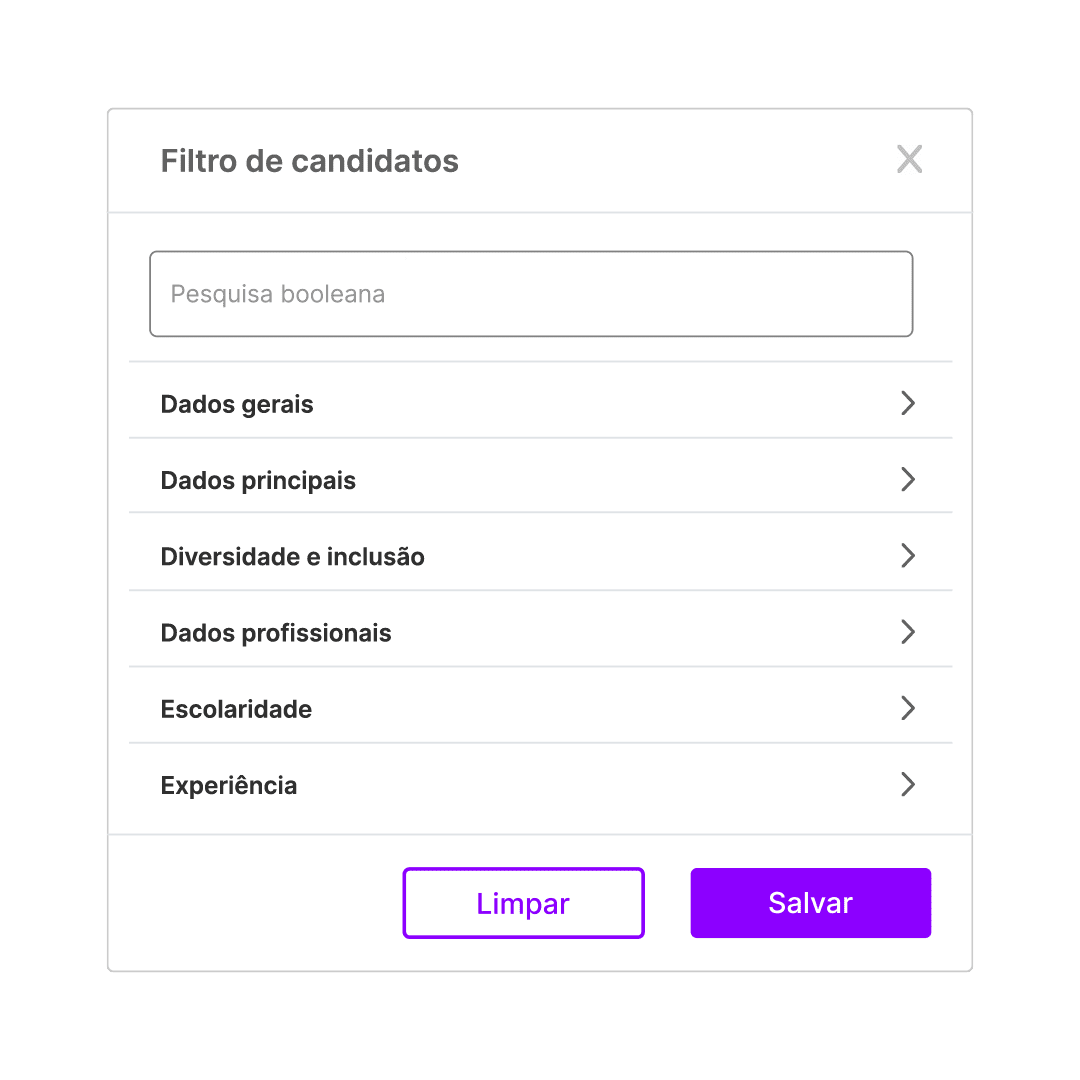 Filtro de candidatos
Pesquisa booleana
Dados gerais
Dados principais
Diversidade e inclusão
Dados profissionais
Escolaridade
Experiência
Limpar
Salvar